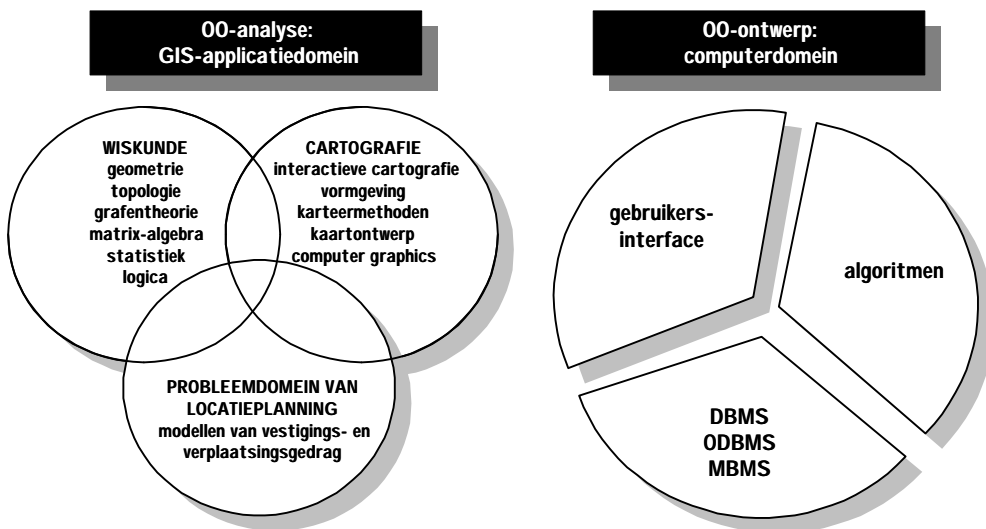 OO-analyse:
GIS-applicatiedomein
WISKUNDE
geometrie
topologie
grafentheorie
matrix-algebra
statistiek
logica
CARTOGRAFIE
interactieve cartografie
vormgeving
karteermethoden
kaartontwerp
computer graphics
PROBLEEMDOMEIN VAN
LOCATIEPLANNING
modellen van vestigings- en
verplaatsingsgedrag
OO-ontwerp:
computerdomein
gebruikers-
interface
algoritmen
DBMS
ODBMS
MBMS